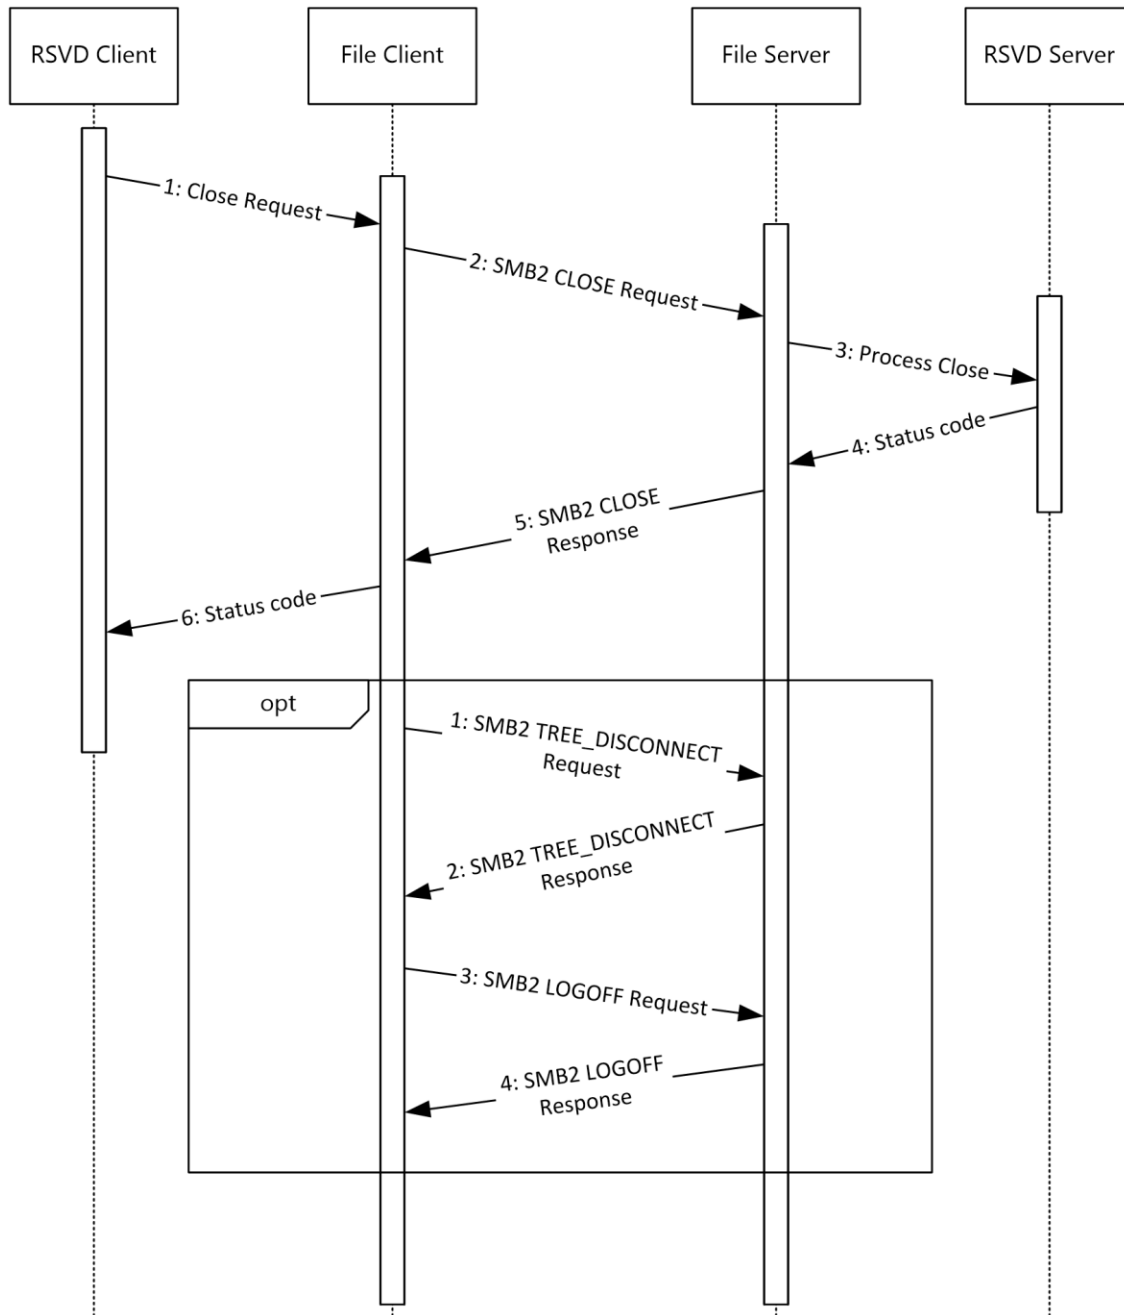 RSVD Client
File Client
File Server
RSVD Server
1: Close Request
2: SMB2 CLOSE Request
3: Process Close
4: Status code
5: SMB2 CLOSE
Response
6: Status code
opt
1: SMB2 TREE_DISCONNECT
Request
2: SMB2 TREE_DISCONNECT
Response
3: SMB2 LOGOFF Request
4: SMB2 LOGOFF
Response